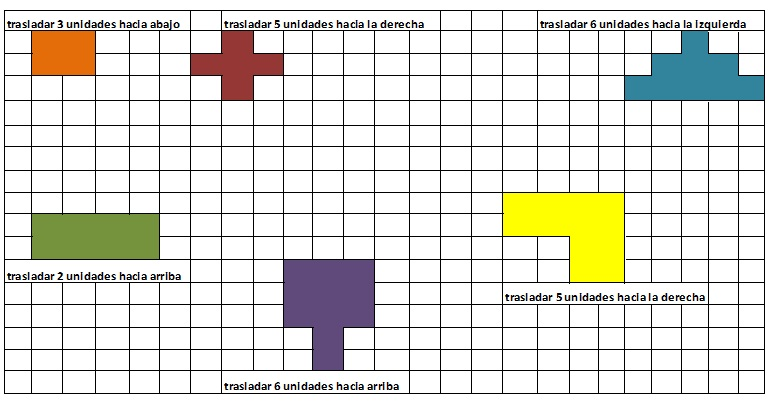 trasladar 3 unidades hacia abajo
trasladar 5 unidades hacia la derecha
trasladar 6 unidades hacia la izquierda
trasladar 2 unidades hacia arriba
trasladar 5 unidades hacia la derecha
trasladar 6 unidades hacia arriba